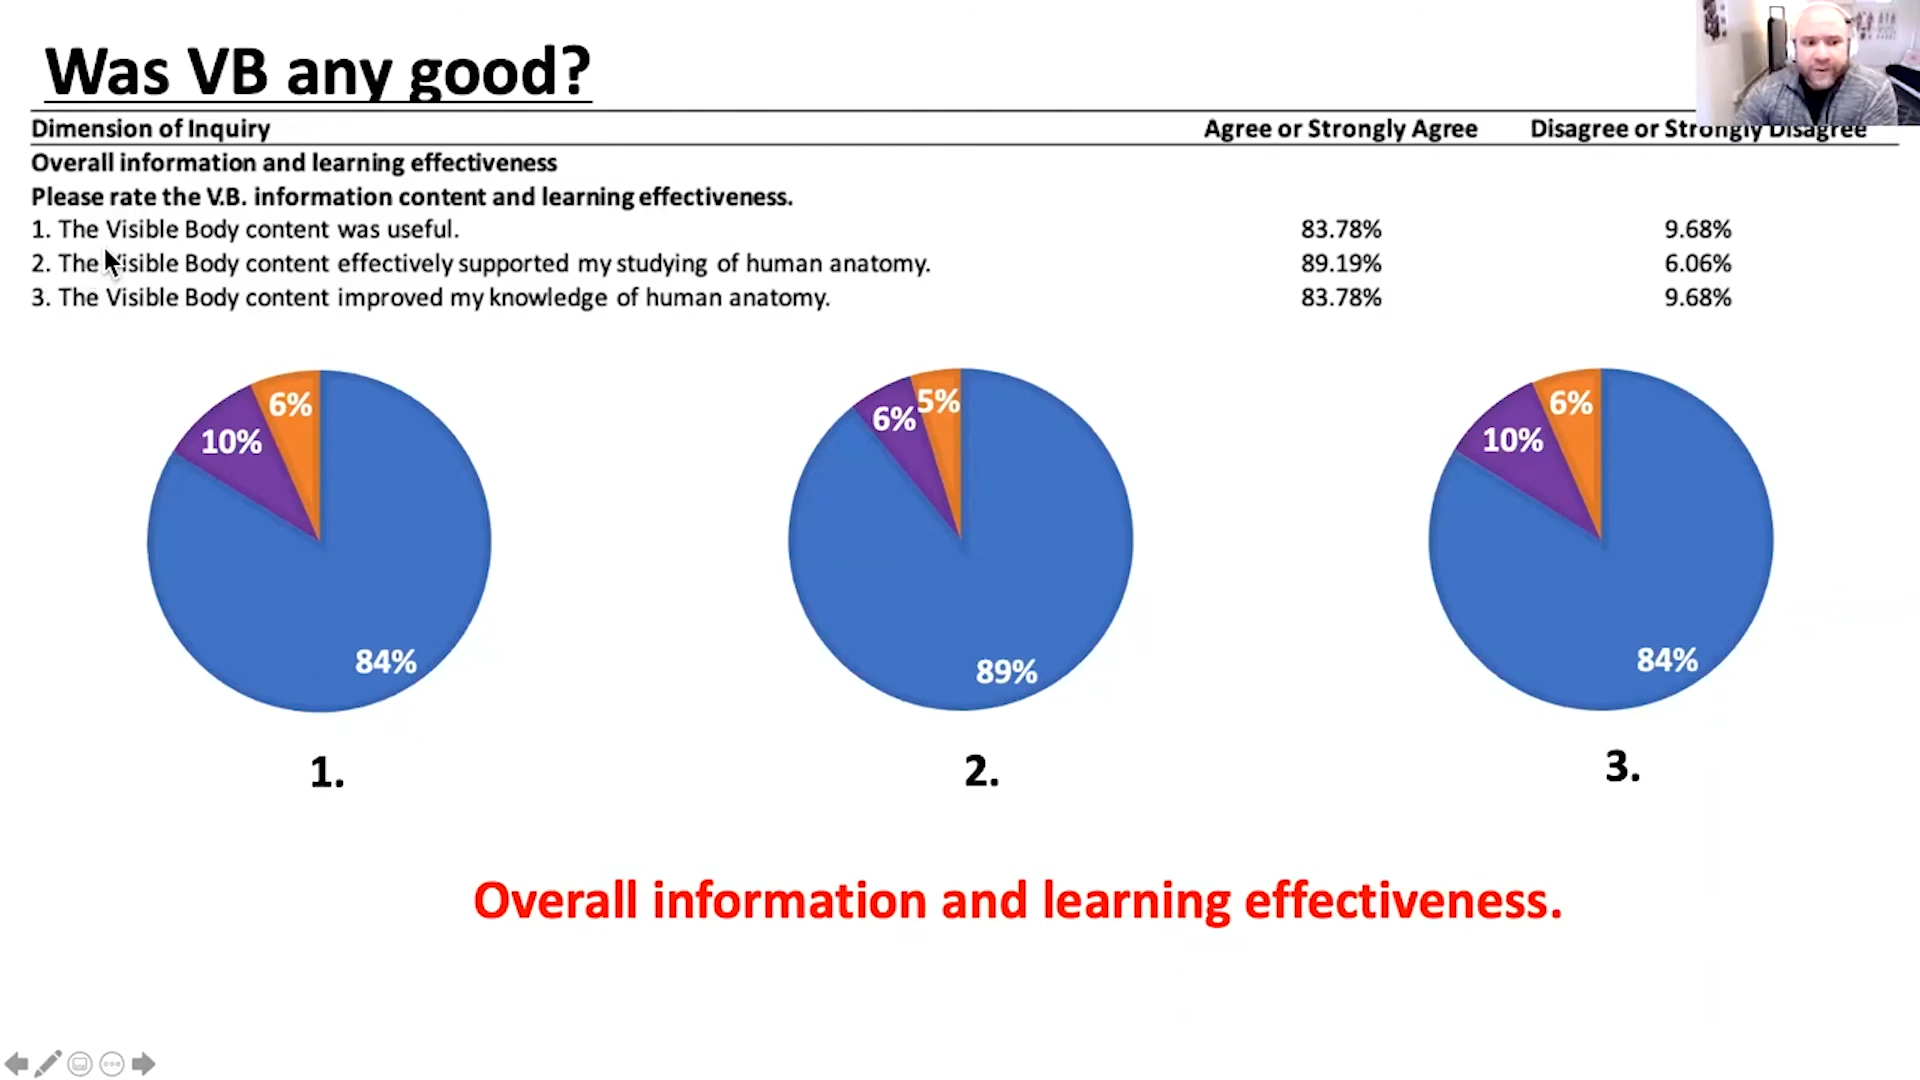 Was VB any good?
Dimension of Inquiry Agree or Strongly Agree Disagree or Strongly Disagree
Overall information and learning effectiveness
Please rate the V.B. information content and learning effectiveness.
1. The Visible Body content was useful. 83.78% 9.68%
2. The Visible Body content effectively supported my studying of human anatomy. 89.19% 6.06%
3. The Visible Body content improved my knowledge of human anatomy. 83.78% 9.68%
6%
10%
84%
5%
6%
89%
6%
10%
84%
1.
2.
3.
Overall information and learning effectiveness.